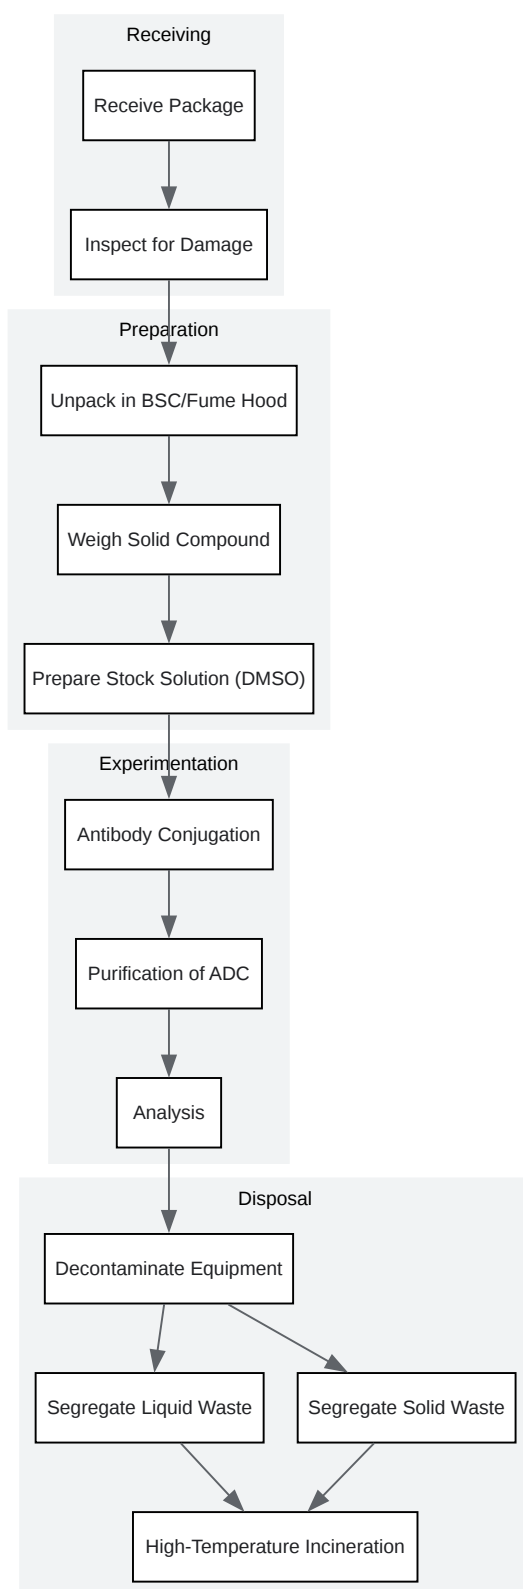 Receiving
Receive Package
Inspect for Damage
Preparation
Unpack in BSC/Fume Hood
Weigh Solid Compound
Prepare Stock Solution (DMSO)
Experimentation
Antibody Conjugation
Purification of ADC
Analysis
Disposal
Decontaminate Equipment
Segregate Liquid Waste
Segregate Solid Waste
High-Temperature Incineration